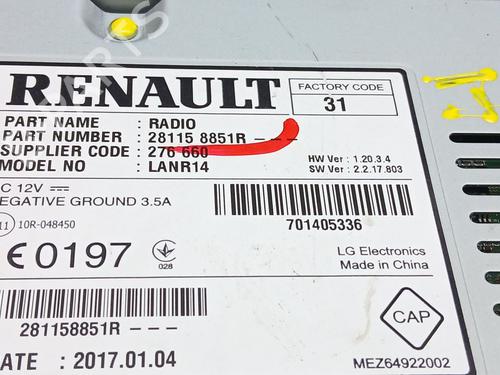 RENAULT
FACTORY CODE
31
PART NAME : RADIO
PART NUMBER : 28115 8851R - - -
SUPPLIER CODE : 276 660
MODEL NO : LANR14
HW Ver : 1.20.3.4
SW Ver : 2.2.17.803
C 12V
EGATIVE GROUND 3.5A
11 10R-048450
701405336
CE0197
028
LG Electronics
Made in China
281158851R - - -
CAP
ATE : 2017.01.04
MEZ64922002